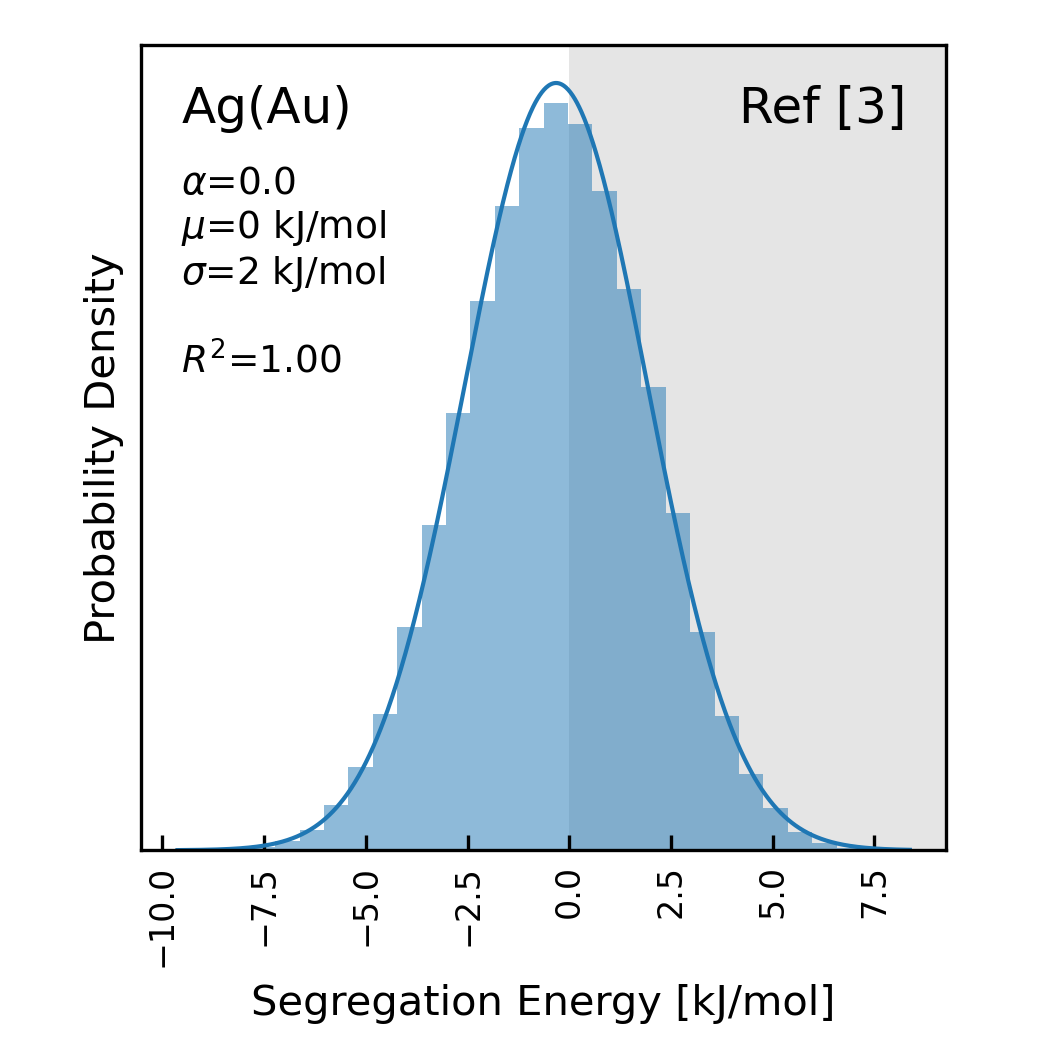 Ag(Au)
Ref [3]
α=0.0
μ=0 kJ/mol
σ=2 kJ/mol
R²=1.00
Probability Density
−10.0
−7.5
−5.0
−2.5
0.0
2.5
5.0
7.5
Segregation Energy [kJ/mol]